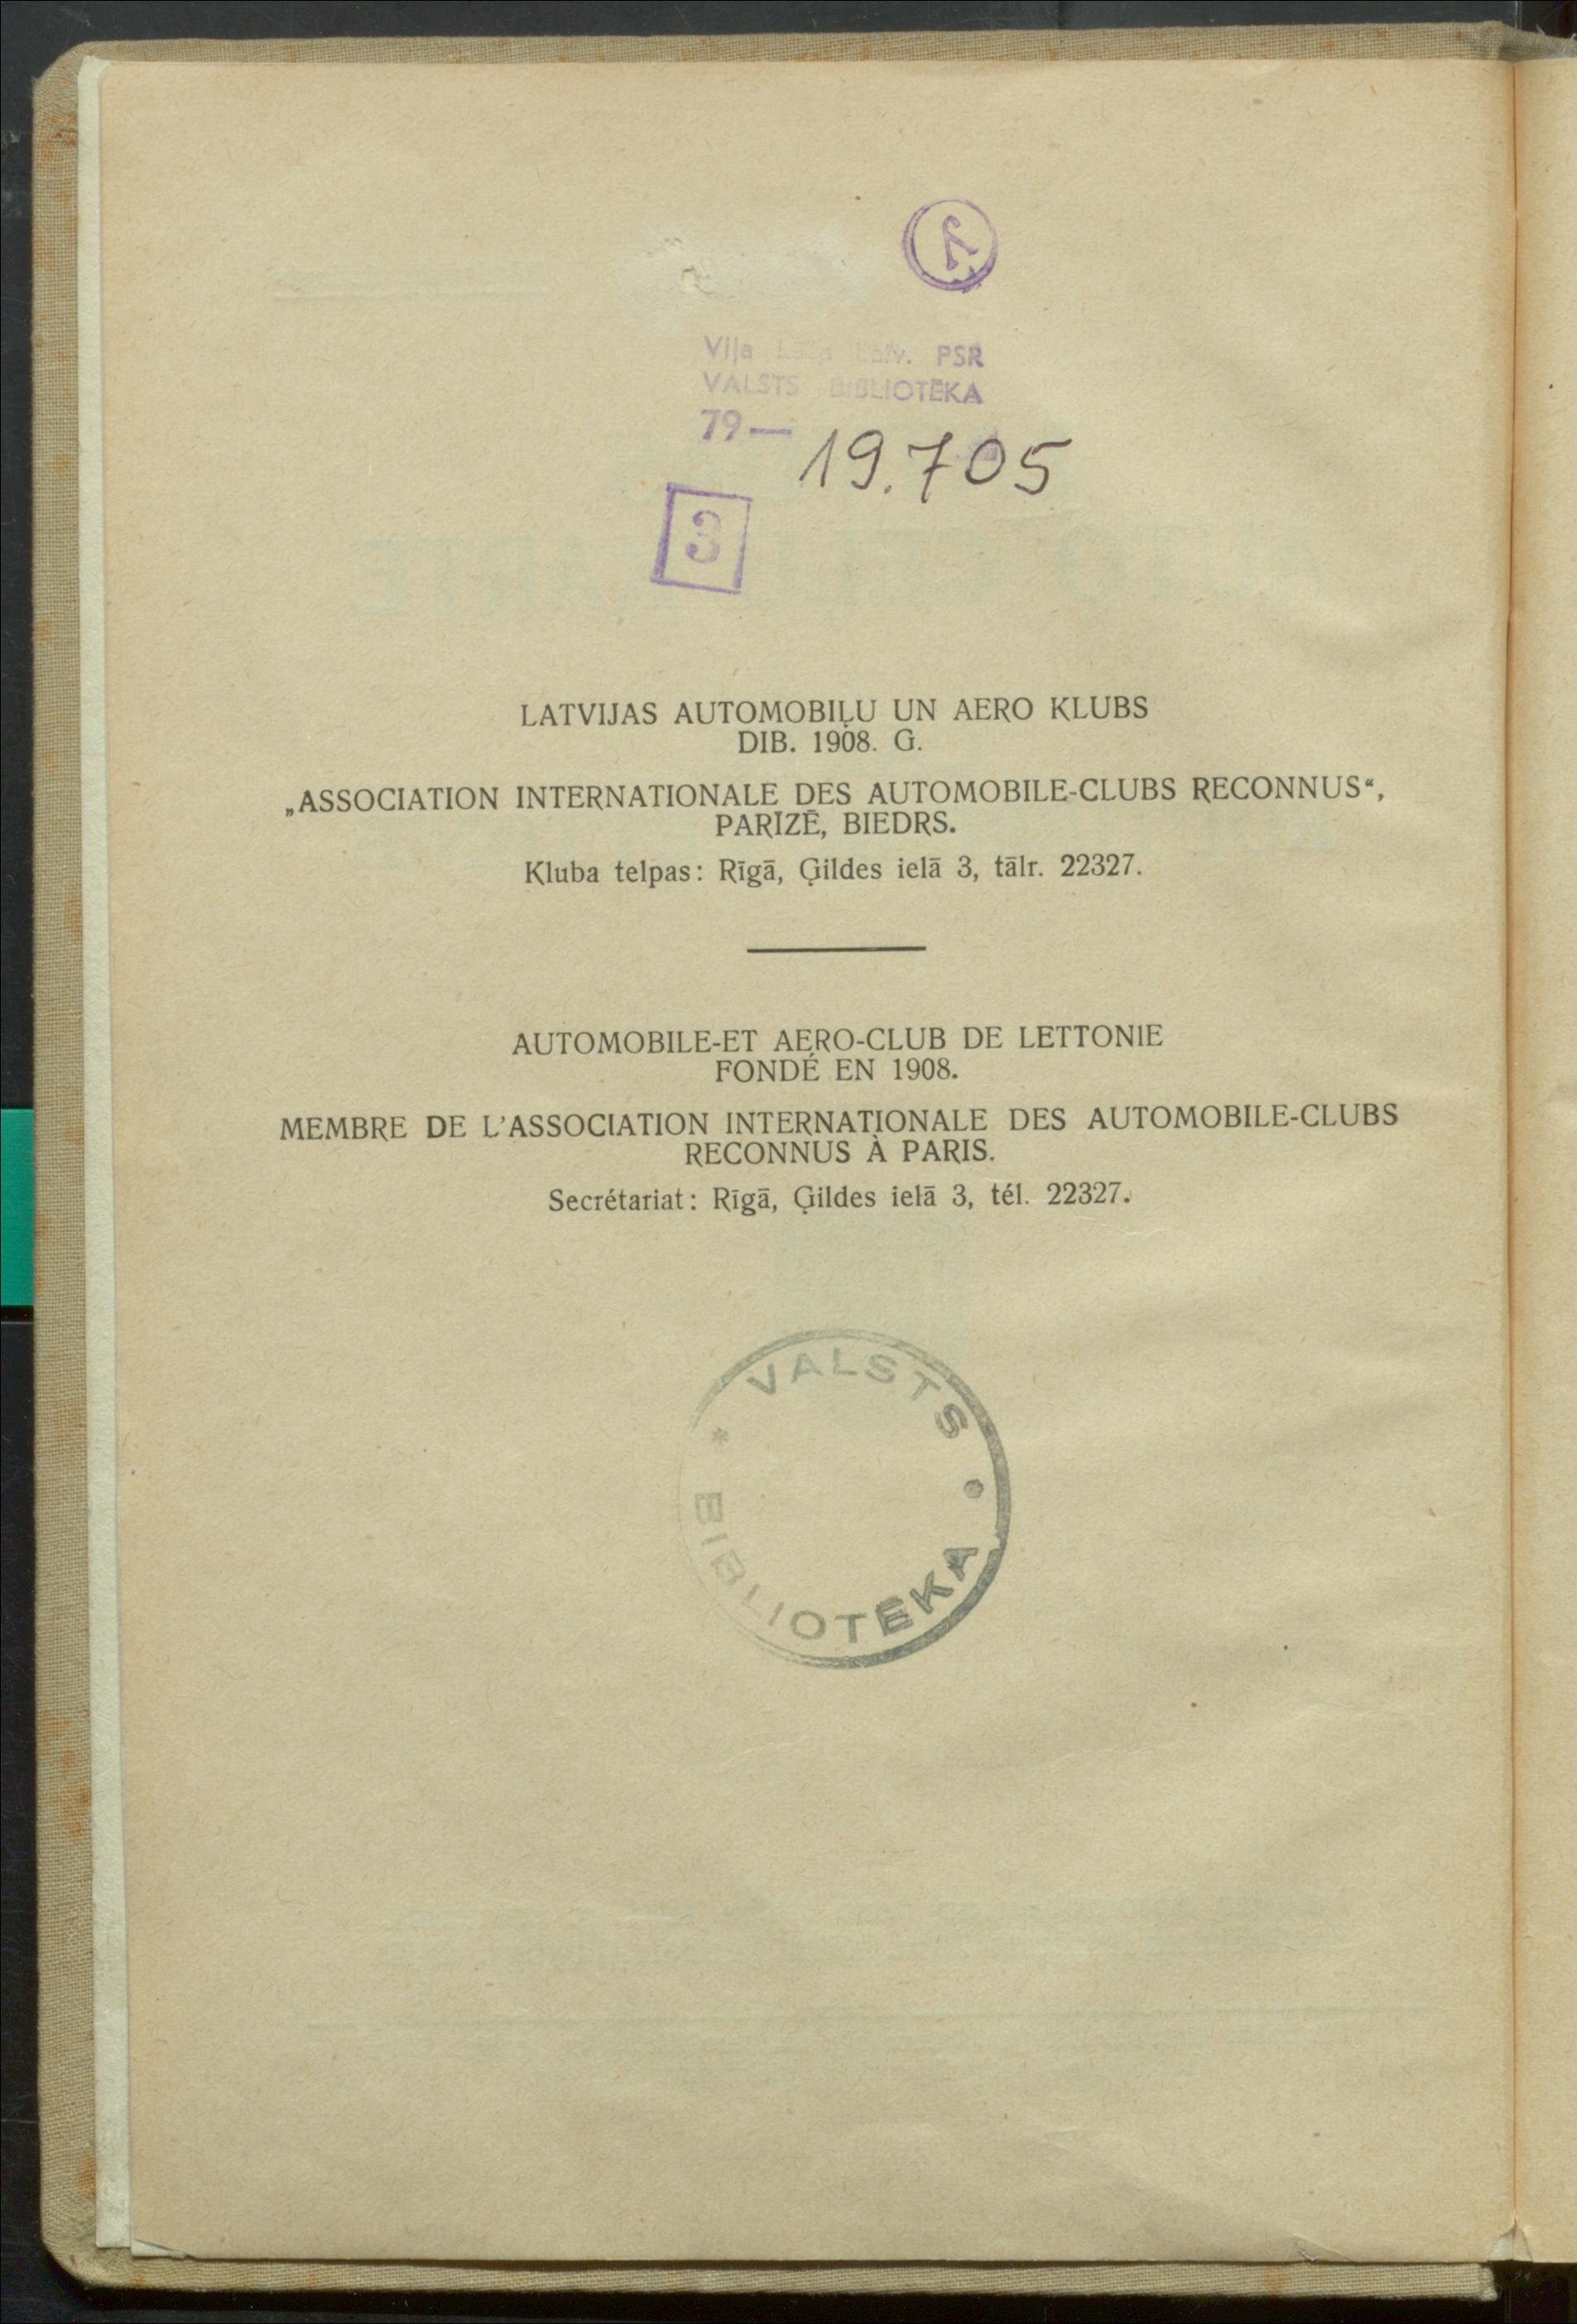 Viļa Lāča Latv. PSR
VALSTS BIBLIOTĒKA
79— 19.705
3
LATVIJAS AUTOMOBIĻU UN AERO KLUBS
DIB. 1908. G.
„ASSOCIATION INTERNATIONALE DES AUTOMOBILE-CLUBS RECONNUS“,
PARĪZĒ, BIEDRS.
Kluba telpas: Rīgā, Ģildes ielā 3, tālr. 22327.
AUTOMOBILE-ET AERO-CLUB DE LETTONIE
FONDÉ EN 1908.
MEMBRE DE L'ASSOCIATION INTERNATIONALE DES AUTOMOBILE-CLUBS
RECONNUS À PARIS.
Secrétariat: Rīgā, Ģildes ielā 3, tél. 22327.
VALSTS
* BIBLIOTĒKA •